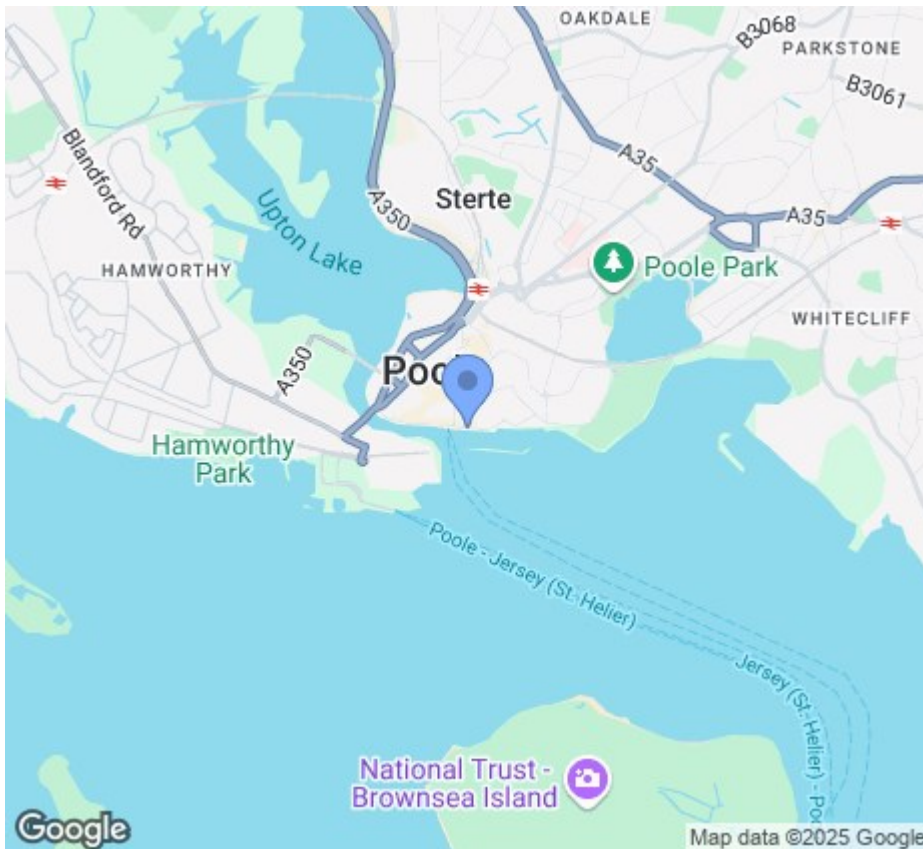 OAKDALE
B3068
PARKSTONE
B3061
A35
Blandford Rd
A350
Sterte
A35
Upton Lake
Poole Park
HAMWORTHY
WHITECLIFF
A350
Hamworthy
Park
Poole - Jersey (St. Helier)
Jersey (St. Helier) - Poo
National Trust -
Brownsea Island
Google
Map data ©2025 Google